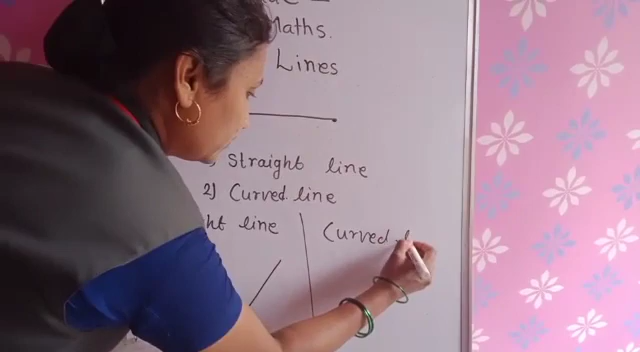 Maths.
Lines
Straight line
2) Curved line
ht line
Curved